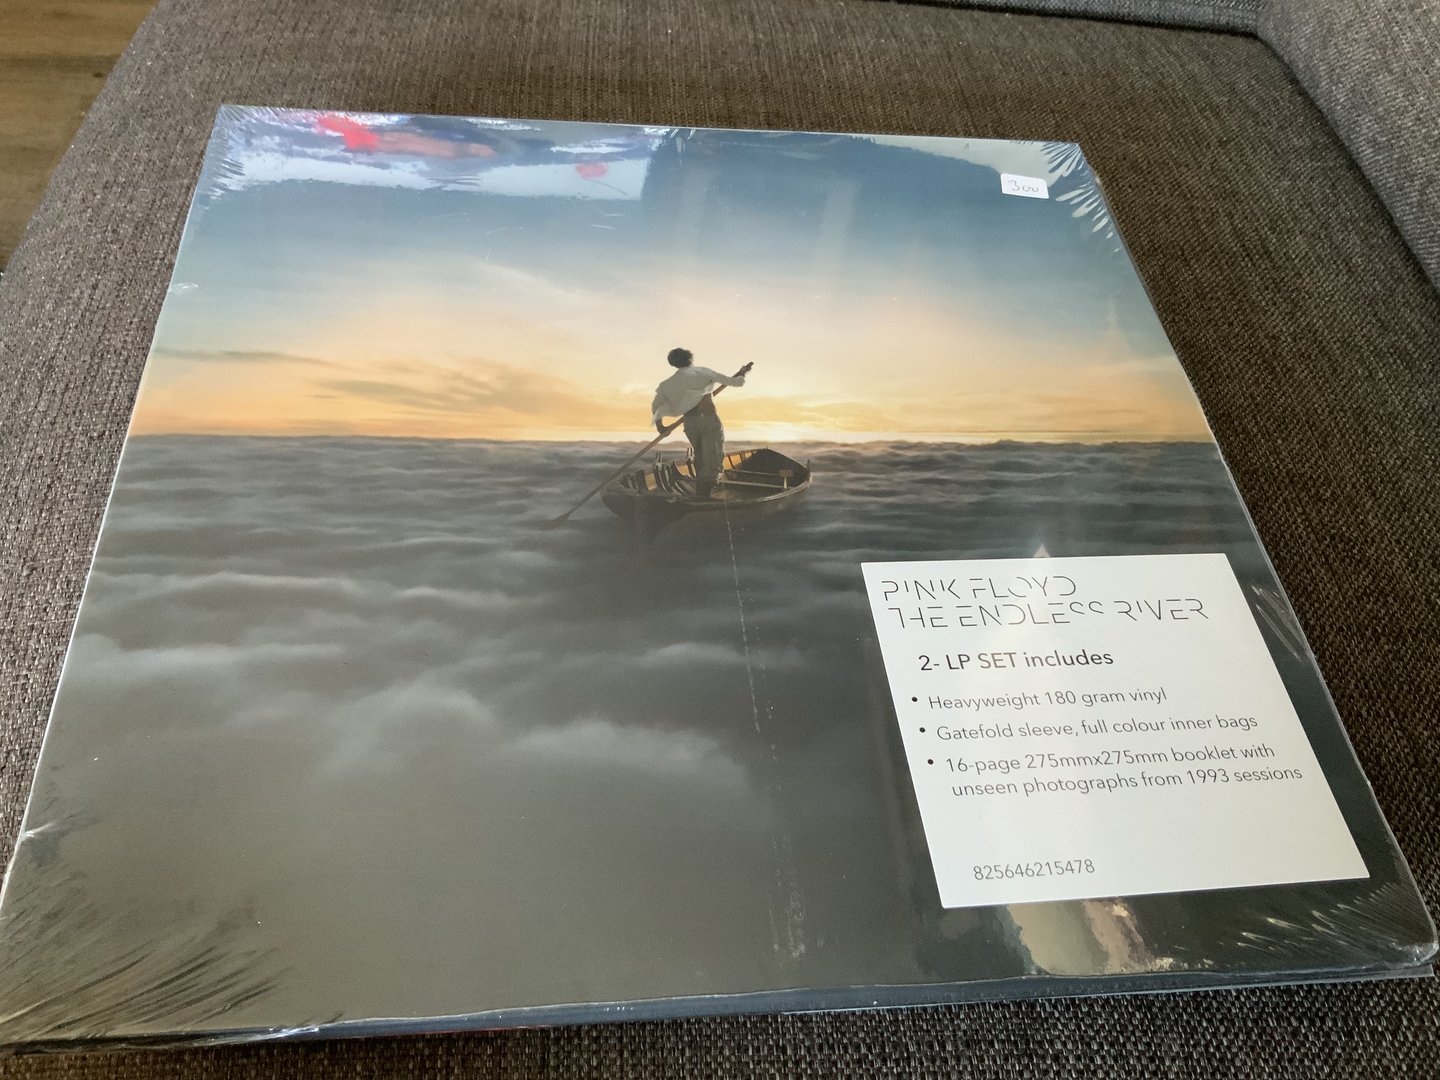 300
PINK FLOYD
THE ENDLESS RIVER
2- LP SET includes
• Heavyweight 180 gram vinyl
• Gatefold sleeve, full colour inner bags
• 16-page 275mmx275mm booklet with
unseen photographs from 1993 sessions
825646215478